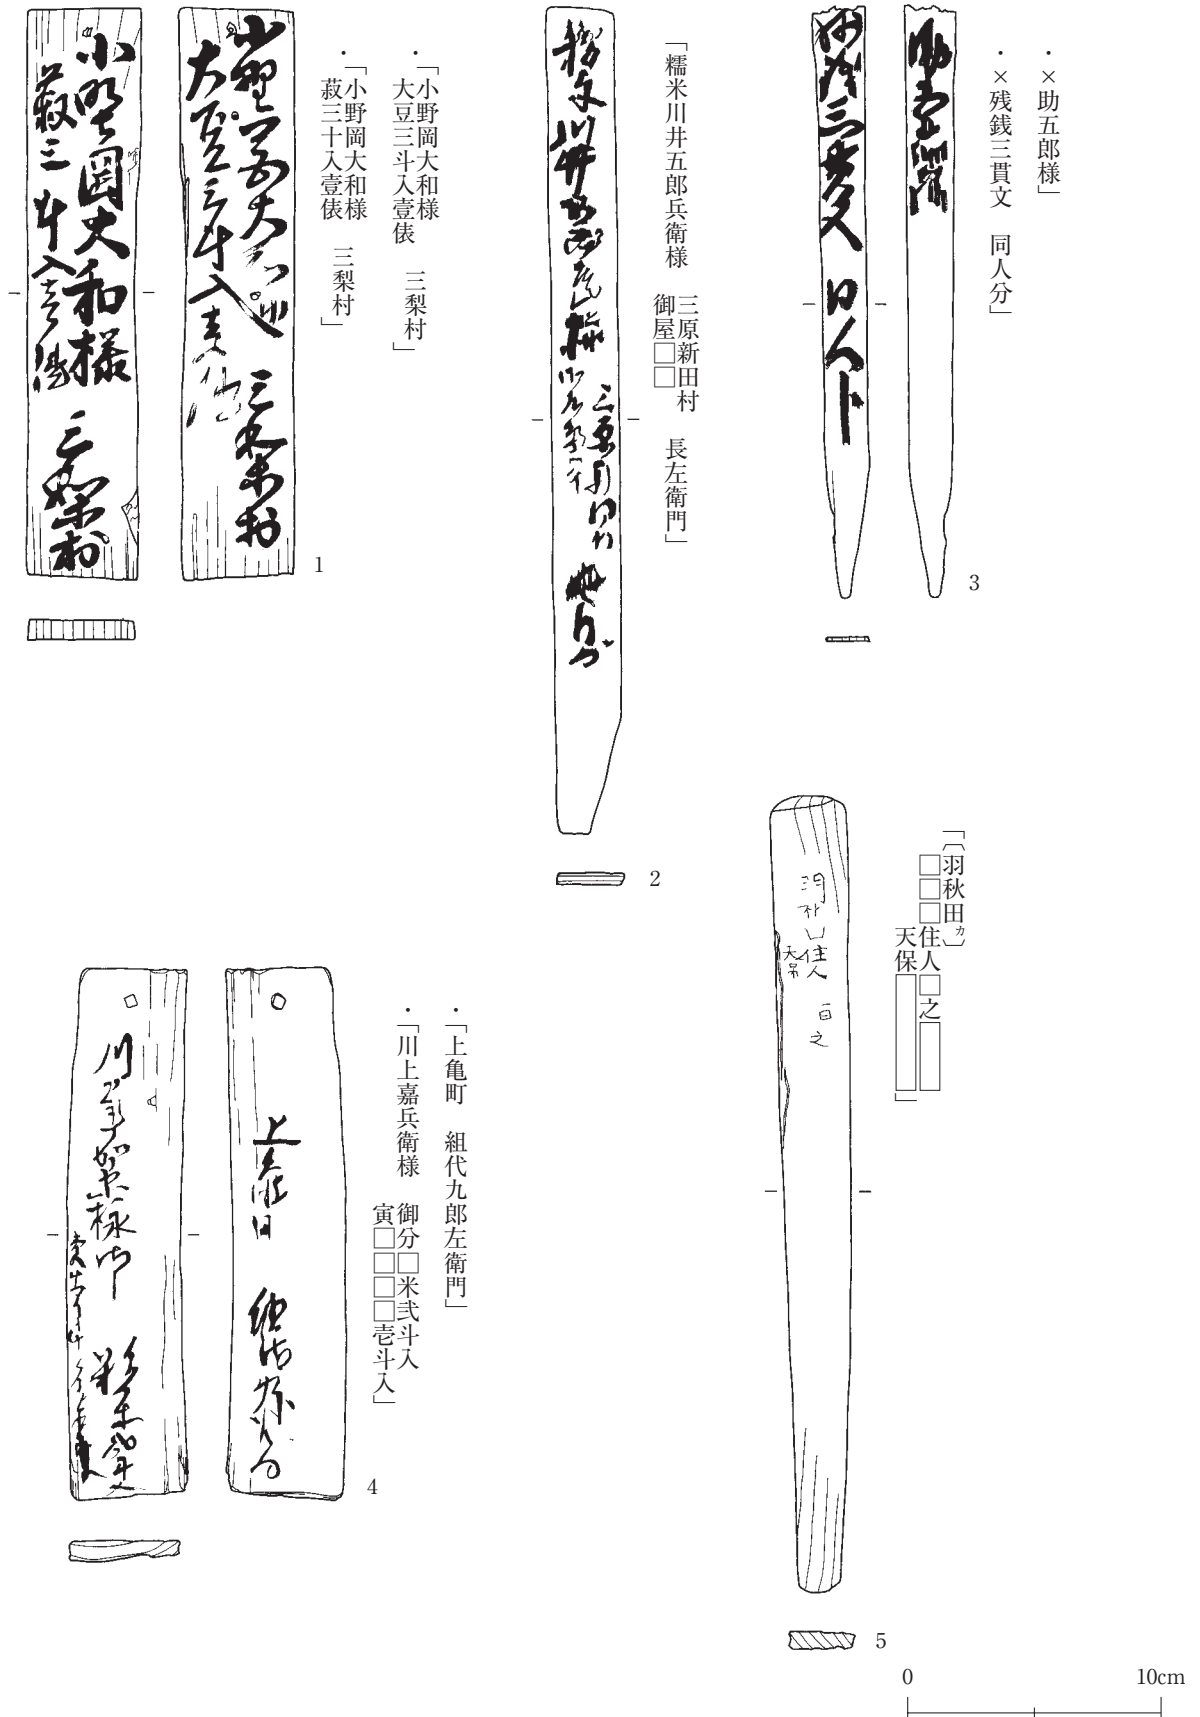 ・×助五郎様」
・×残銭三貫文　同人分」
3
「糯米川井五郎兵衛様　三原新田村　長左衛門」
御屋□□
2
・「小野岡大和様
大豆三斗入壹俵　三梨村」
・「小野岡大和様
菽三十入壹俵　三梨村」
1
「〔羽秋田カ〕
□□□住人□之□
天保□」
5
・「上亀町　組代九郎左衛門」
・「川上嘉兵衛様　御分□米弐斗入
寅□□□□壱斗入」
4
0 10cm